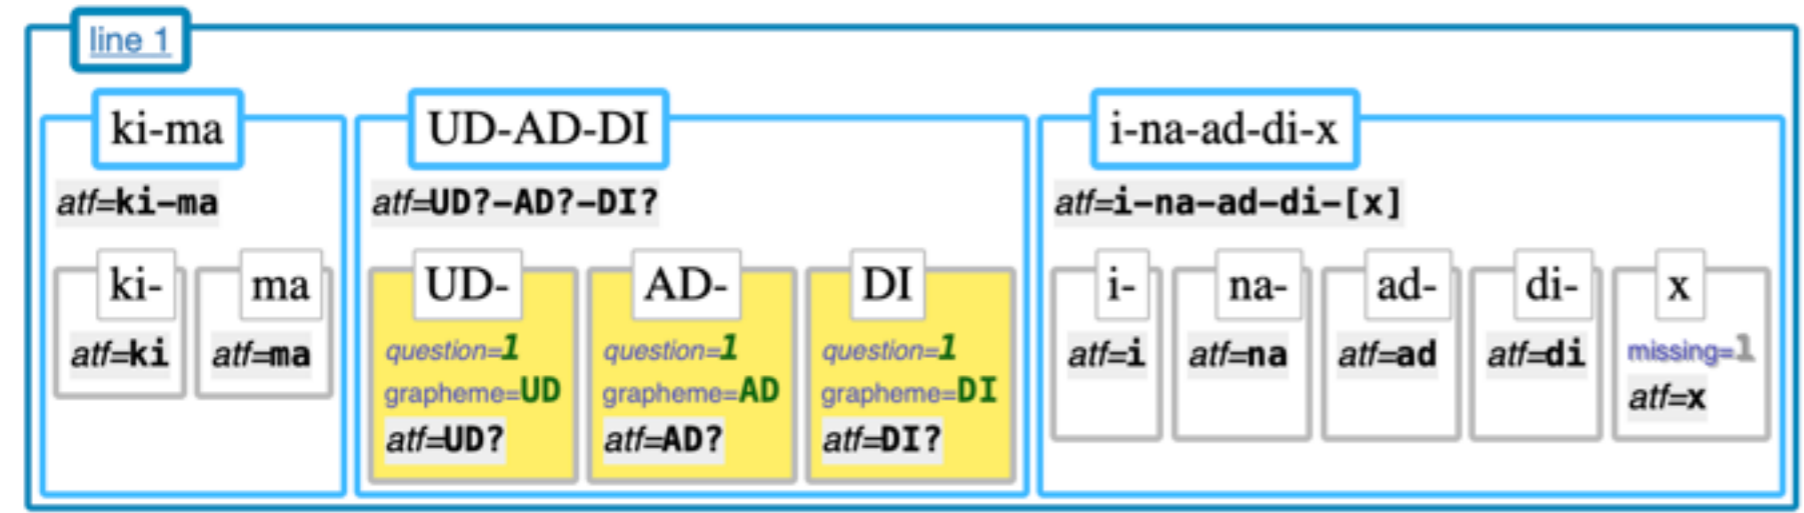 line 1
ki-ma UD-AD-DI i-na-ad-di-x
atf=ki-ma atf=UD?-AD?-DI? atf=i-na-ad-di-[x]
ki- ma UD- AD- DI i- na- ad- di- x
atf=ki atf=ma question=1 question=1 question=1 atf=i atf=na atf=ad atf=di missing=1
grapheme=UD grapheme=AD grapheme=DI atf=x
atf=UD? atf=AD? atf=DI?